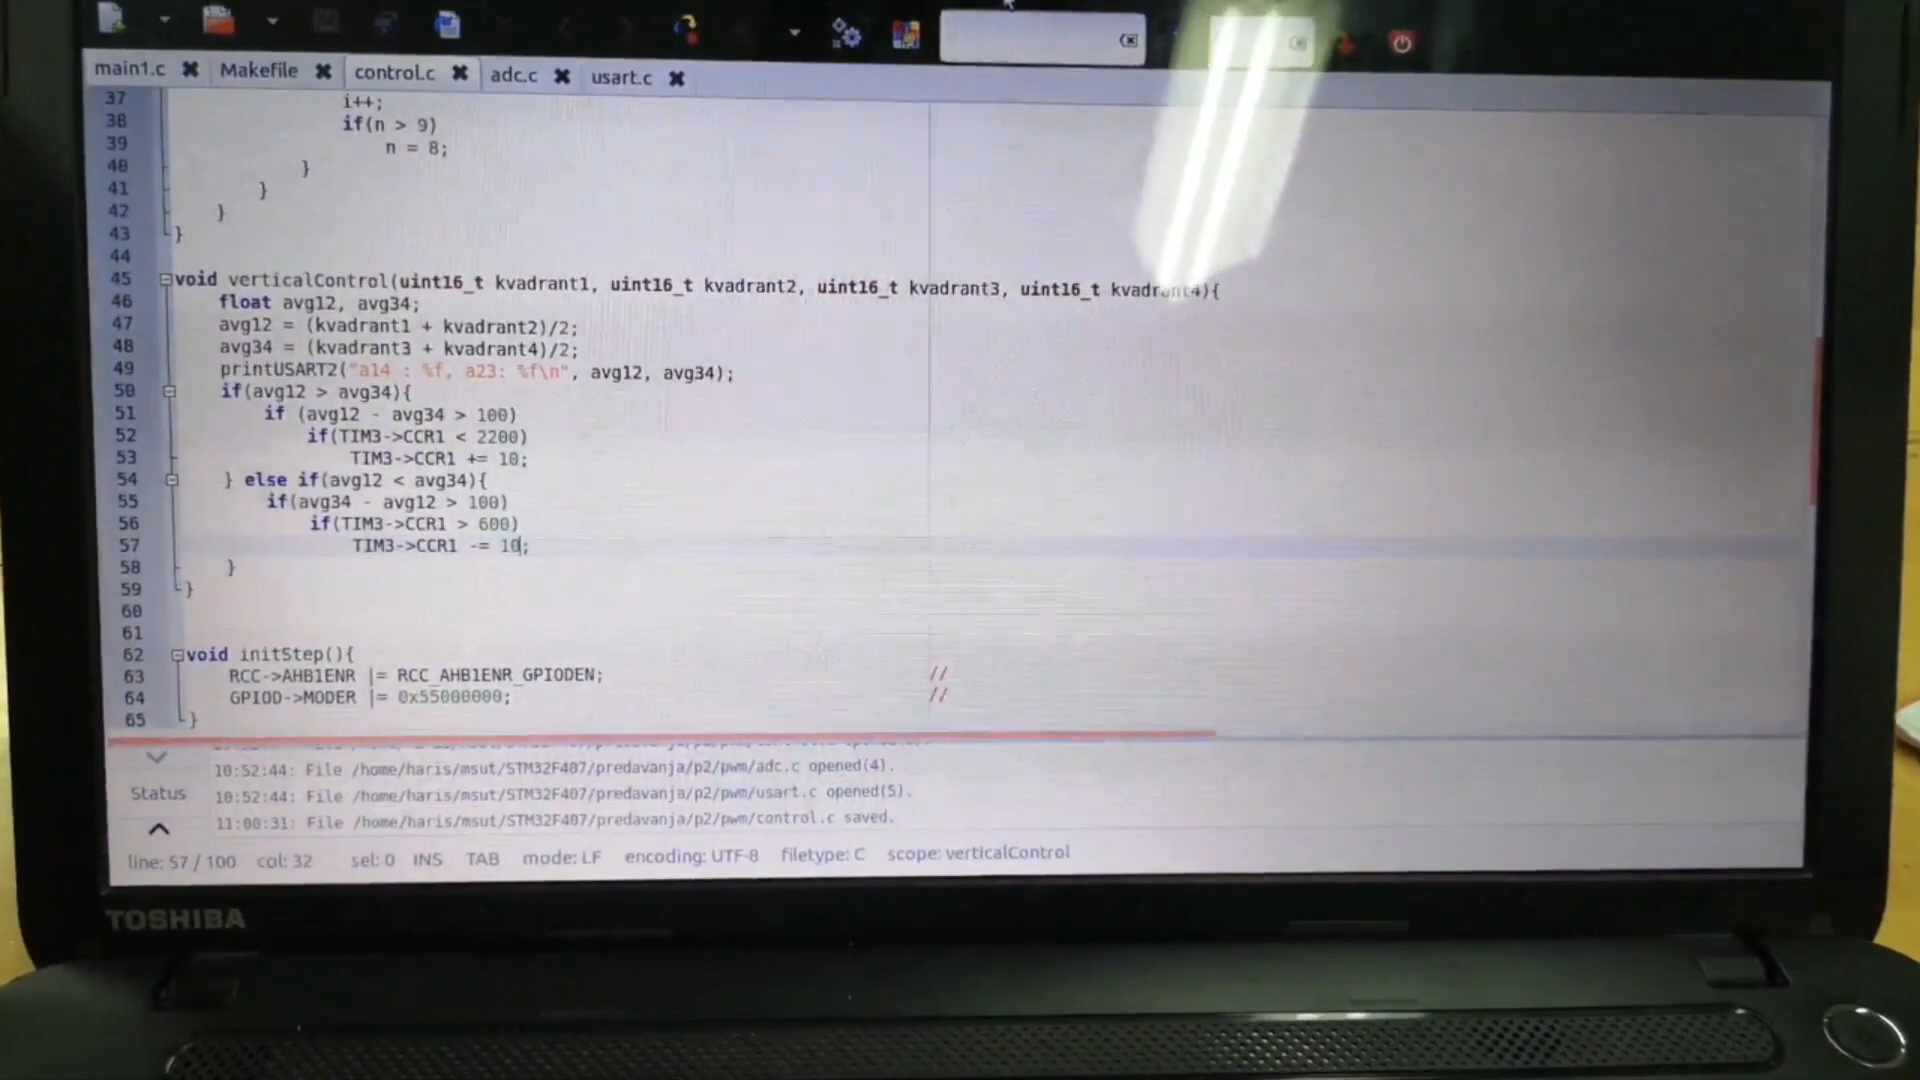 main1.c Makefile control.c adc.c usart.c
37 i++;
38 if(n > 9)
39 n = 8;
40 }
41 }
42 }
43 }
44
45 void verticalControl(uint16_t kvadrant1, uint16_t kvadrant2, uint16_t kvadrant3, uint16_t kvadrant4){
46 float avg12, avg34;
47 avg12 = (kvadrant1 + kvadrant2)/2;
48 avg34 = (kvadrant3 + kvadrant4)/2;
49 printUSART2("a14 : %f, a23: %f\n", avg12, avg34);
50 if(avg12 > avg34){
51 if (avg12 - avg34 > 100)
52 if(TIM3->CCR1 < 2200)
53 TIM3->CCR1 += 10;
54 } else if(avg12 < avg34){
55 if(avg34 - avg12 > 100)
56 if(TIM3->CCR1 > 600)
57 TIM3->CCR1 -= 10;
58 }
59 }
60
61
62 void initStep(){
63 RCC->AHB1ENR |= RCC_AHB1ENR_GPIODEN; //
64 GPIOD->MODER |= 0x55000000; //
65 }
10:52:44: File /home/haris/msut/STM32F407/predavanja/p2/pwm/adc.c opened(4).
Status
10:52:44: File /home/haris/msut/STM32F407/predavanja/p2/pwm/usart.c opened(5).
11:00:31: File /home/haris/msut/STM32F407/predavanja/p2/pwm/control.c saved.
line: 57 / 100 col: 32 sel: 0 INS TAB mode: LF encoding: UTF-8 filetype: C scope: verticalControl
TOSHIBA